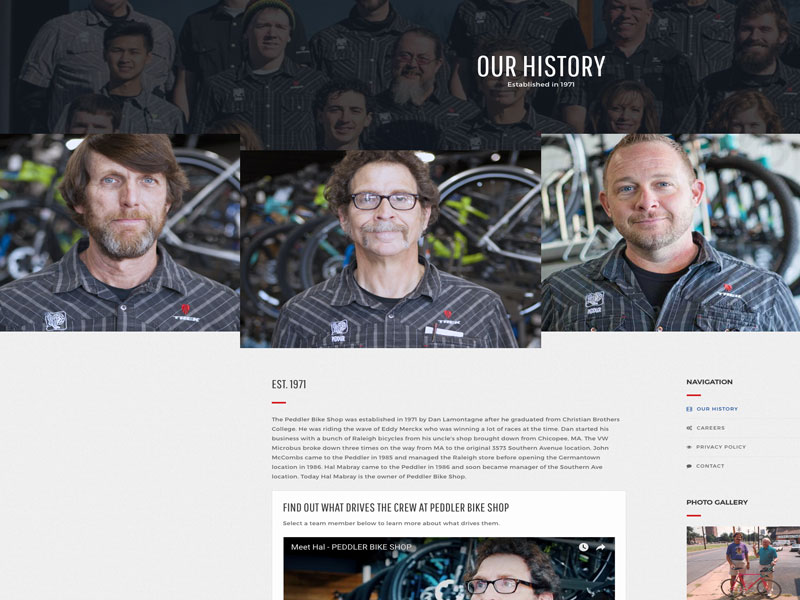 OUR HISTORY
Established in 1971
TREK
PEDDLER
TREK
TREK
EST. 1971
The Peddler Bike Shop was established in 1971 by Dan Lamontagne after he graduated from Christian Brothers
College. He was riding the wave of Eddy Merckx who was winning a lot of races at the time. Dan started his
business with a bunch of Raleigh bicycles from his uncle's shop brought down from Chicopee, MA. The VW
Microbus broke down three times on the way from MA to the original 3573 Southern Avenue location. John
McCombs came to the Peddler in 1985 and managed the Raleigh store before opening the Germantown
location in 1986. Hal Mabray came to the Peddler in 1986 and soon became manager of the Southern Ave
location. Today Hal Mabray is the owner of Peddler Bike Shop.
FIND OUT WHAT DRIVES THE CREW AT PEDDLER BIKE SHOP
Select a team member below to learn more about what drives them.
Meet Hal - PEDDLER BIKE SHOP
NAVIGATION
OUR HISTORY
CAREERS
PRIVACY POLICY
CONTACT
PHOTO GALLERY